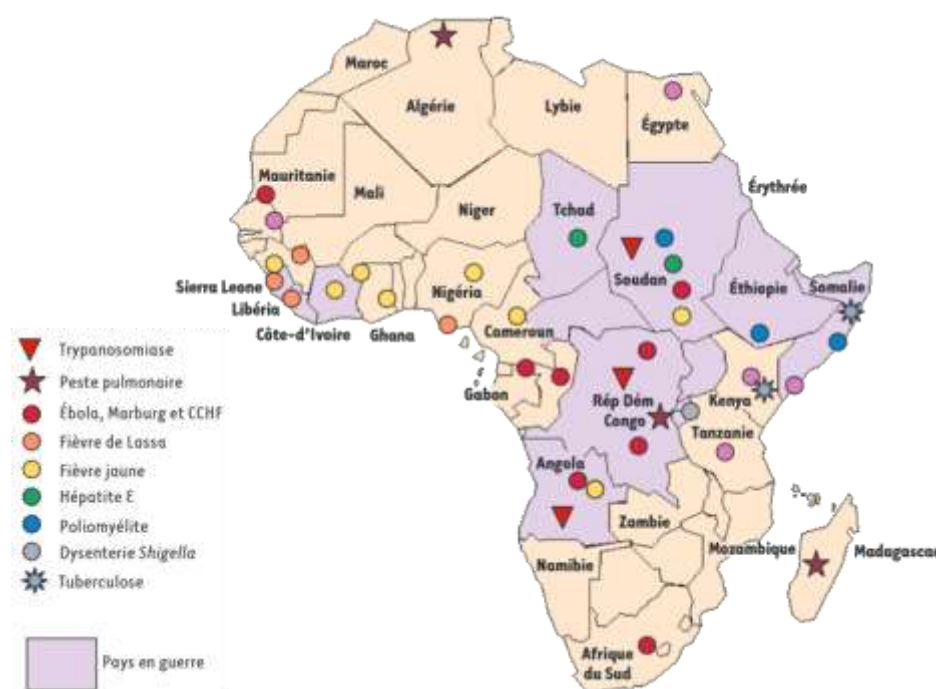 Maroc
Algérie
Lybie
Égypte
Mauritanie
Mali
Niger
Tchad
Érythrée
Soudan
Sierra Leone
Libéria
Côte-d'Ivoire
Ghana
Nigéria
Cameroun
Éthiopie
Somalie
Gabon
Rép Dém
Congo
Kenya
Tanzanie
Angola
Zambie
Mozambique
Madagascar
Namibie
Afrique
du Sud
Trypanosomiase
Peste pulmonaire
Ébola, Marburg et CCHF
Fièvre de Lassa
Fièvre jaune
Hépatite E
Poliomyélite
Dysenterie Shigella
Tuberculose
Pays en guerre